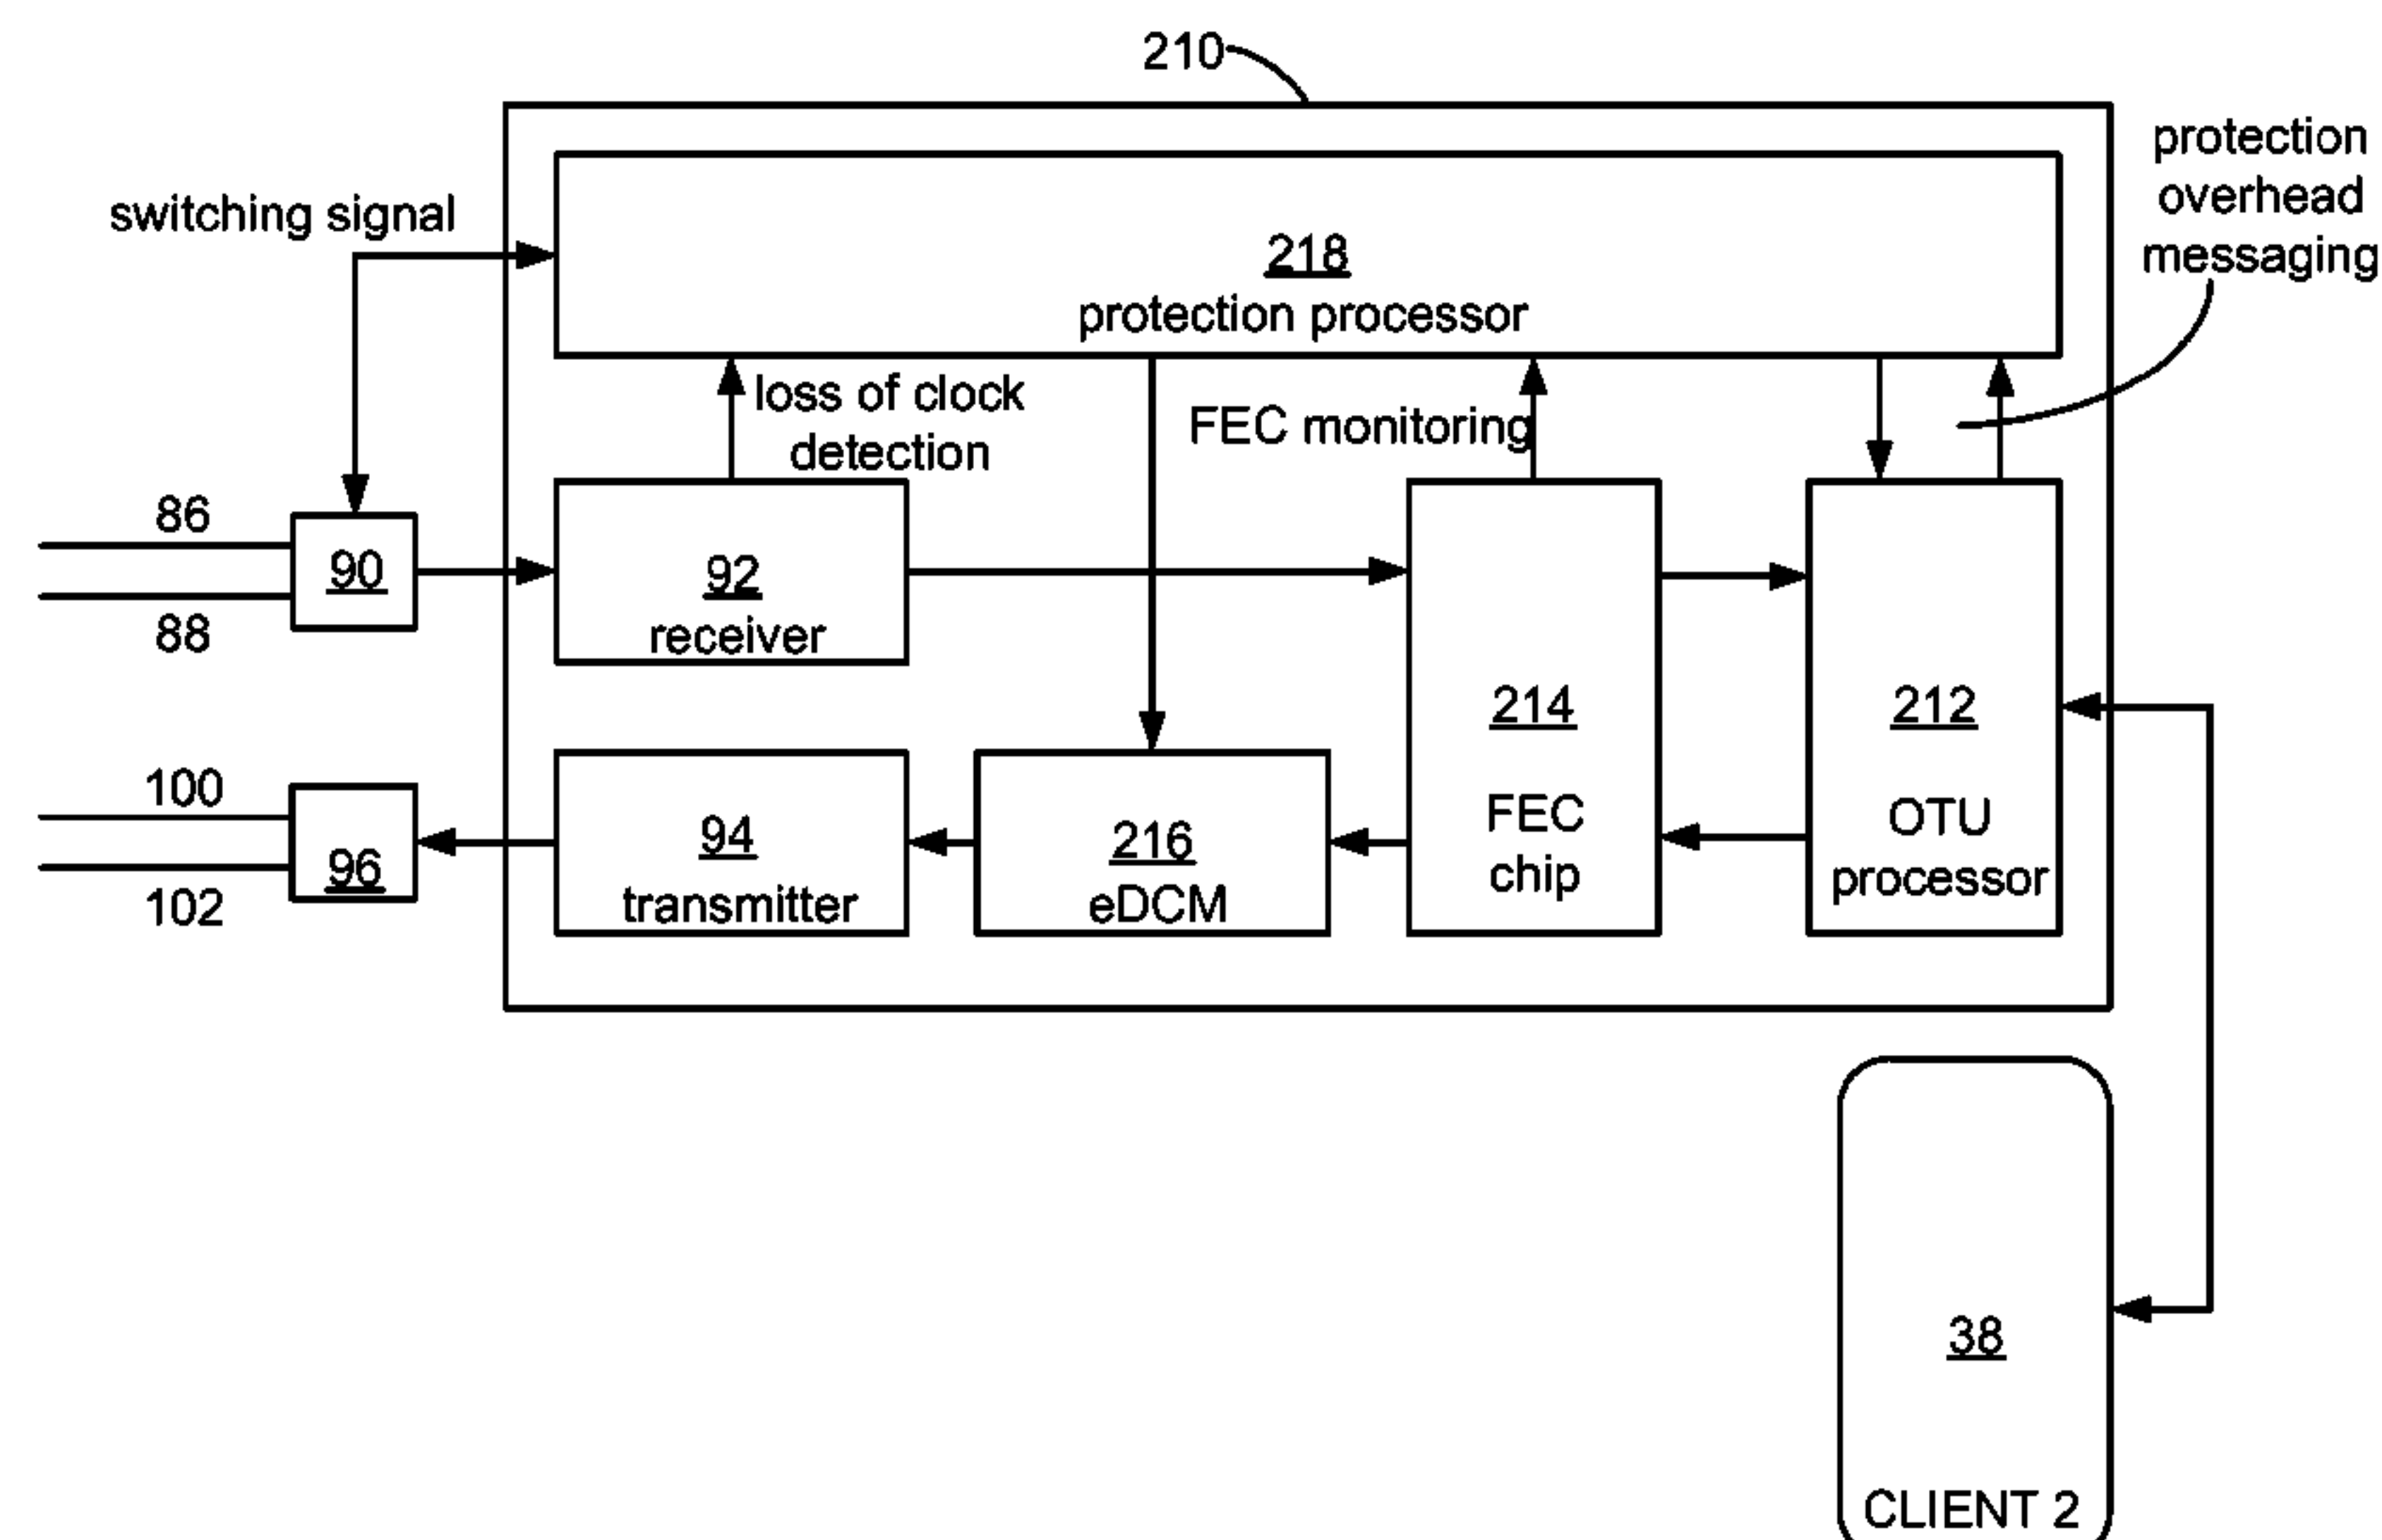 210
protection
overhead
messaging
switching signal
218
protection processor
loss of clock
detection
FEC monitoring
86
90
88
92
receiver
214
FEC
chip
212
OTU
processor
100
96
102
94
transmitter
216
eDCM
38
CLIENT 2